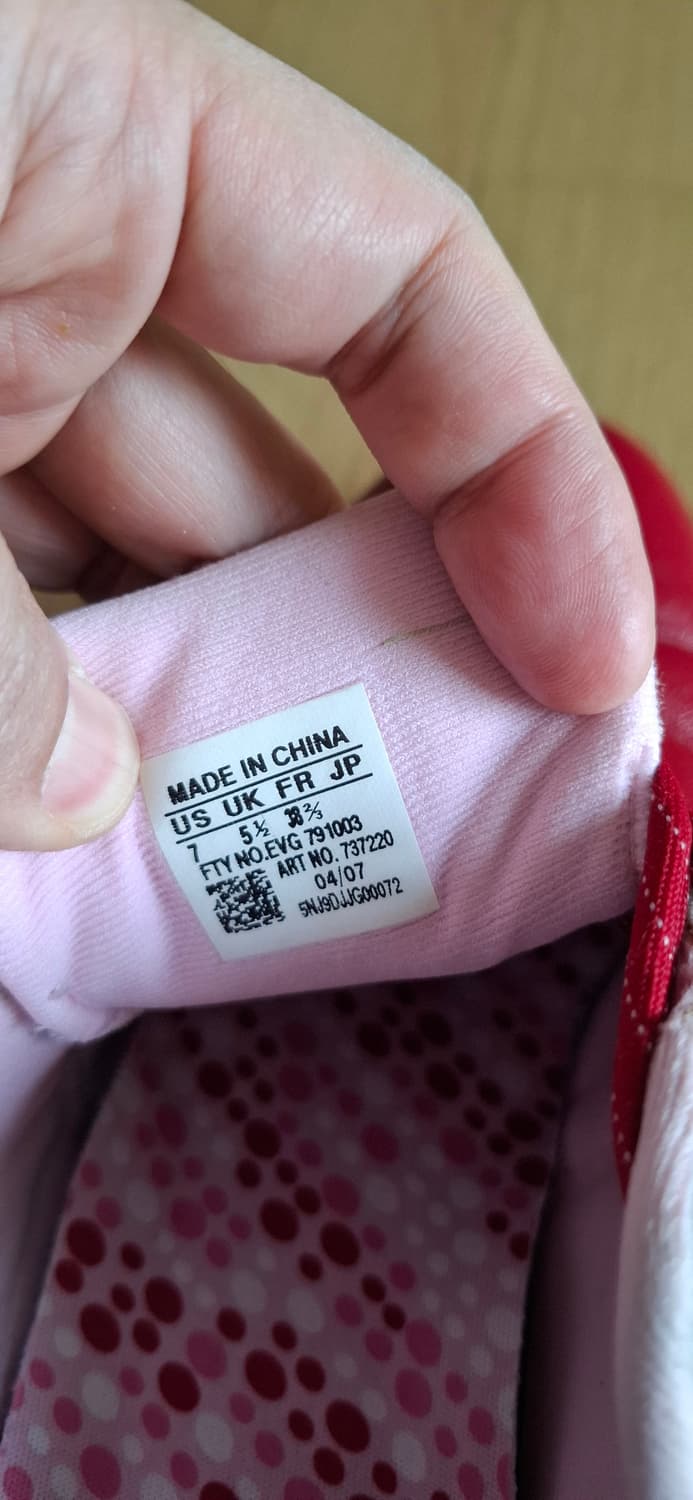 MADE IN CHINA
US UK FR JP
7 5½ 38⅔
FTY NO.EVG 791003
ART NO. 737220
04/07
5NJ9DJJG00072